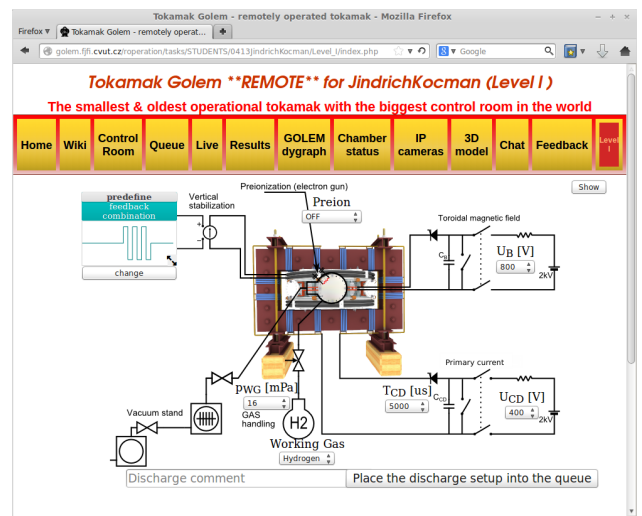 Tokamak Golem - remotely operated tokamak - Mozilla Firefox
Firefox
Tokamak Golem - remotely operat...
golem.fjfi.cvut.cz/roperation/tasks/STUDENTS/0413JindrichKocman/Level_I/index.php
Google
Tokamak Golem **REMOTE** for JindrichKocman (Level I )
The smallest & oldest operational tokamak with the biggest control room in the world
Home Wiki Control Room Queue Live Results GOLEM dygraph Chamber status IP cameras 3D model Chat Feedback Level I
Show
predefine
feedback
combination
change
Vertical
stabilization
+
-
Preionization (electron gun)
Preion
OFF
Toroidal magnetic field
CB
UB [V]
800
2kV
Primary current
pWG [mPa]
16
GAS
handling
TCD [us]
5000
CCD
UCD [V]
400
2kV
Vacuum stand
H2
Working Gas
Hydrogen
Discharge comment
Place the discharge setup into the queue